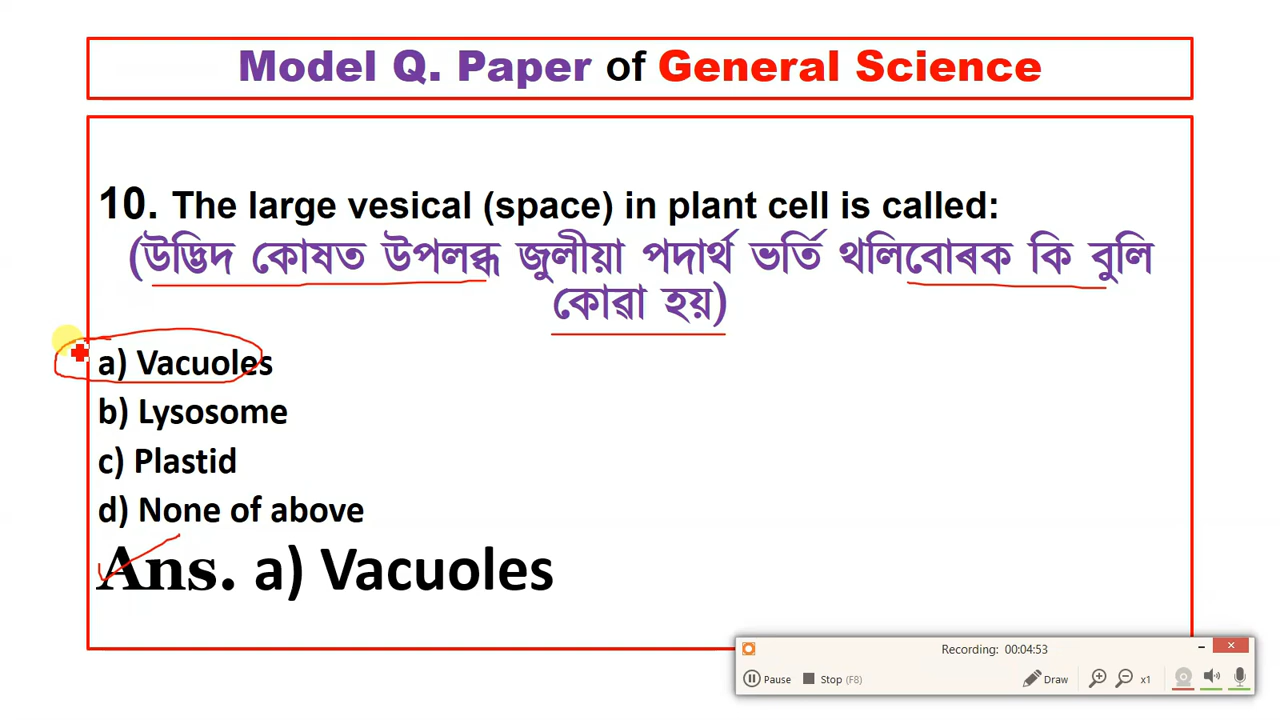 Model Q. Paper of General Science
10. The large vesical (space) in plant cell is called:
(উদ্ভিদ কোষত উপলব্ধ জুলীয়া পদাৰ্থ ভৰ্তি থলিবোৰক কি বুলি
কোৱা হয়)
a) Vacuoles
b) Lysosome
c) Plastid
d) None of above
Ans. a) Vacuoles
Recording: 00:04:53
Pause Stop (F8) Draw x1